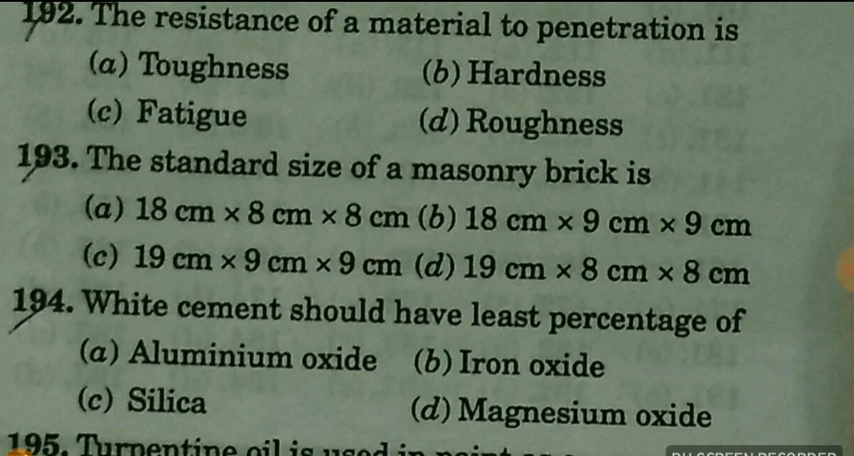 192. The resistance of a material to penetration is
(a) Toughness (b) Hardness
(c) Fatigue (d) Roughness
193. The standard size of a masonry brick is
(a) 18 cm × 8 cm × 8 cm (b) 18 cm × 9 cm × 9 cm
(c) 19 cm × 9 cm × 9 cm (d) 19 cm × 8 cm × 8 cm
194. White cement should have least percentage of
(a) Aluminium oxide (b) Iron oxide
(c) Silica (d) Magnesium oxide
195. Turpentine oil is used in paint
SCREEN RECORDER